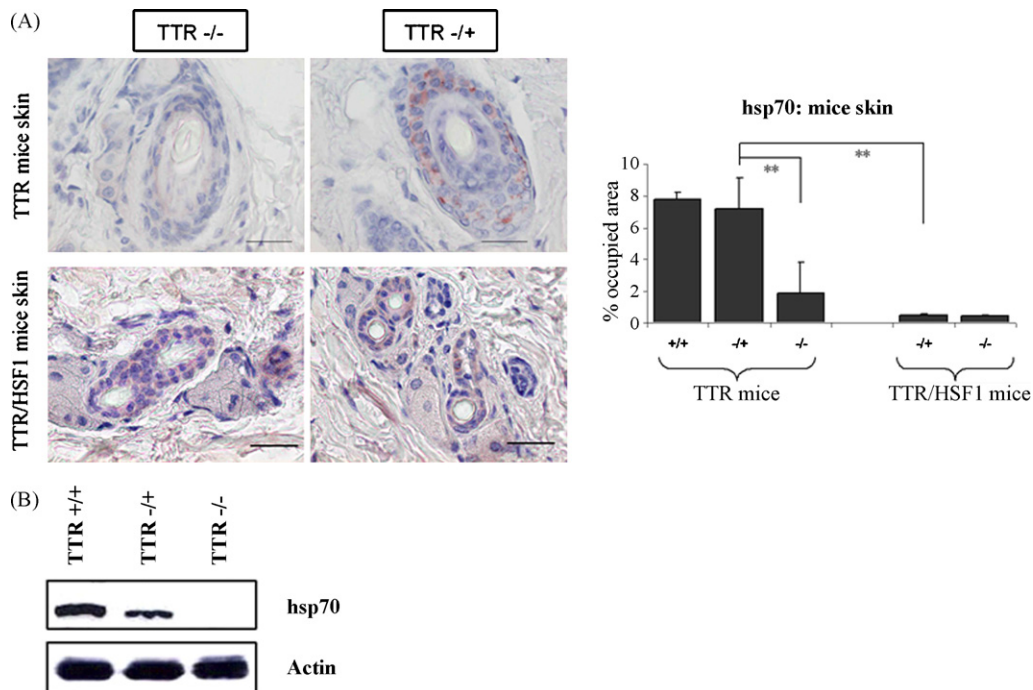 (A)
TTR -/-
TTR -/+
TTR mice skin
TTR/HSF1 mice skin
hsp70: mice skin
% occupied area
10
8
6
4
2
0
**
**
+/+
-/+
-/-
-/+
-/-
TTR mice
TTR/HSF1 mice
(B)
TTR +/+
TTR -/+
TTR -/-
hsp70
Actin